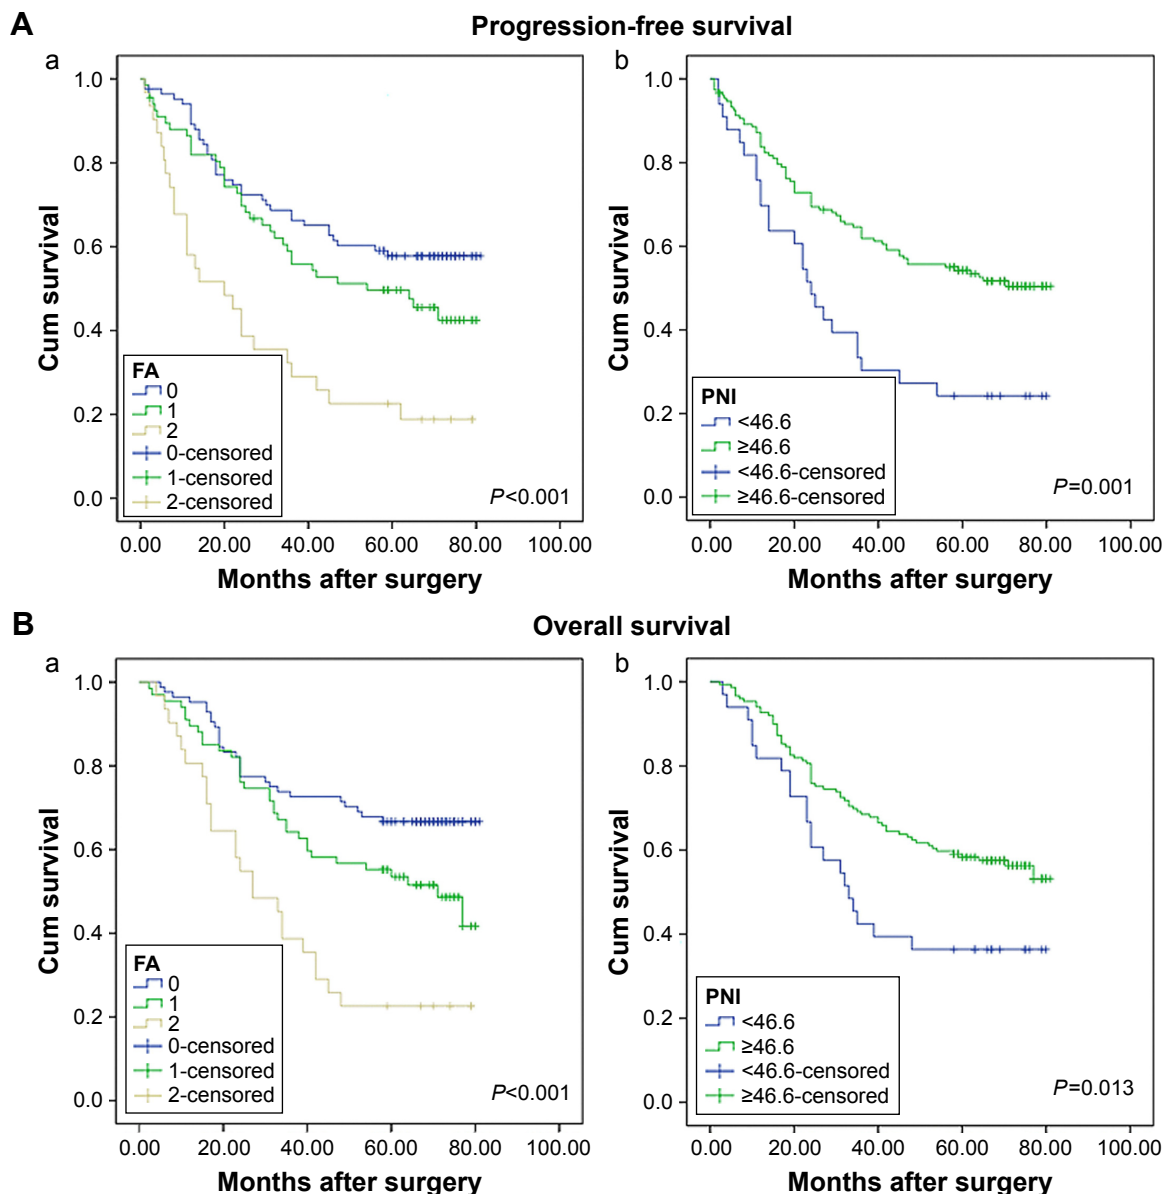 A
Progression-free survival
a
1.0
0.8
0.6
0.4
0.2
0.0
Cum survival
FA
0
1
2
0-censored
1-censored
2-censored
P<0.001
0.00 20.00 40.00 60.00 80.00 100.00
Months after surgery
b
1.0
0.8
0.6
0.4
0.2
0.0
Cum survival
PNI
<46.6
≥46.6
<46.6-censored
≥46.6-censored
P=0.001
0.00 20.00 40.00 60.00 80.00 100.00
Months after surgery
B
Overall survival
a
1.0
0.8
0.6
0.4
0.2
0.0
Cum survival
FA
0
1
2
0-censored
1-censored
2-censored
P<0.001
0.00 20.00 40.00 60.00 80.00 100.00
Months after surgery
b
1.0
0.8
0.6
0.4
0.2
0.0
Cum survival
PNI
<46.6
≥46.6
<46.6-censored
≥46.6-censored
P=0.013
0.00 20.00 40.00 60.00 80.00 100.00
Months after surgery